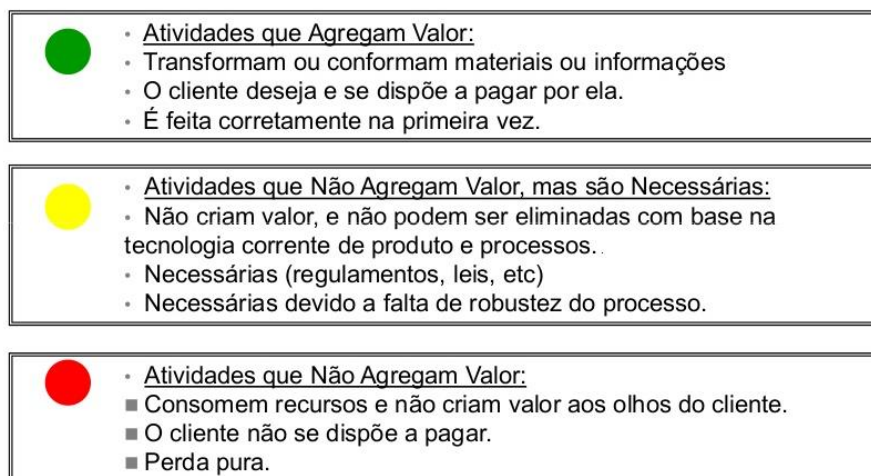 • Atividades que Agregam Valor:
• Transformam ou conformam materiais ou informações
• O cliente deseja e se dispõe a pagar por ela.
• É feita corretamente na primeira vez.
• Atividades que Não Agregam Valor, mas são Necessárias:
• Não criam valor, e não podem ser eliminadas com base na
tecnologia corrente de produto e processos. .
• Necessárias (regulamentos, leis, etc)
• Necessárias devido a falta de robustez do processo.
• Atividades que Não Agregam Valor:
■ Consomem recursos e não criam valor aos olhos do cliente.
■ O cliente não se dispõe a pagar.
■ Perda pura.